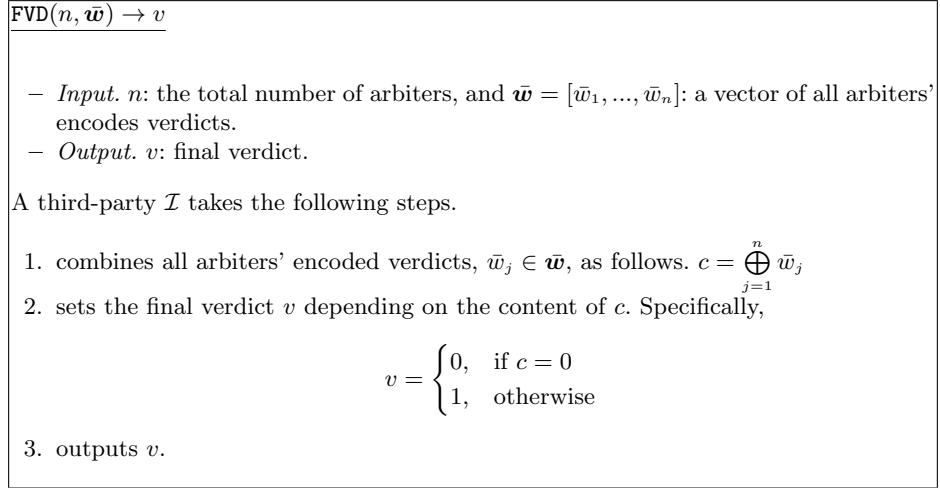 FVD(n, w̄) → v
– Input. n: the total number of arbiters, and w̄ = [w̄₁, ..., w̄ₙ]: a vector of all arbiters'
encodes verdicts.
– Output. v: final verdict.
A third-party ℐ takes the following steps.
1. combines all arbiters' encoded verdicts, w̄ⱼ ∈ w̄, as follows. c = ⊕ⁿⱼ₌₁ w̄ⱼ
2. sets the final verdict v depending on the content of c. Specifically,
v = { 0, if c = 0
1, otherwise
3. outputs v.